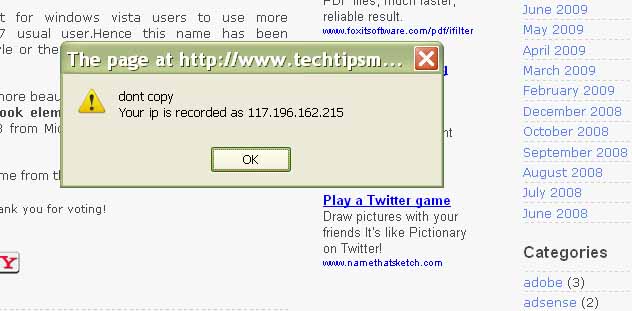 t for windows vista users to use more
7 usual user.Hence this name has been
yle or the
more beau
ook elem
3 from Mic
me from th
ank you for voting!
Y
The page at http://www.techtipsm...
dont copy
Your ip is recorded as 117.196.162.215
OK
PDF files, much faster,
reliable result.
www.foxitsoftware.com/pdf/ifilter
nt
Play a Twitter game
Draw pictures with your
friends It's like Pictionary
on Twitter!
www.namethatsketch.com
June 2009
May 2009
April 2009
March 2009
February 2009
December 2008
October 2008
September 2008
August 2008
July 2008
June 2008
Categories
adobe (3)
adsense (2)